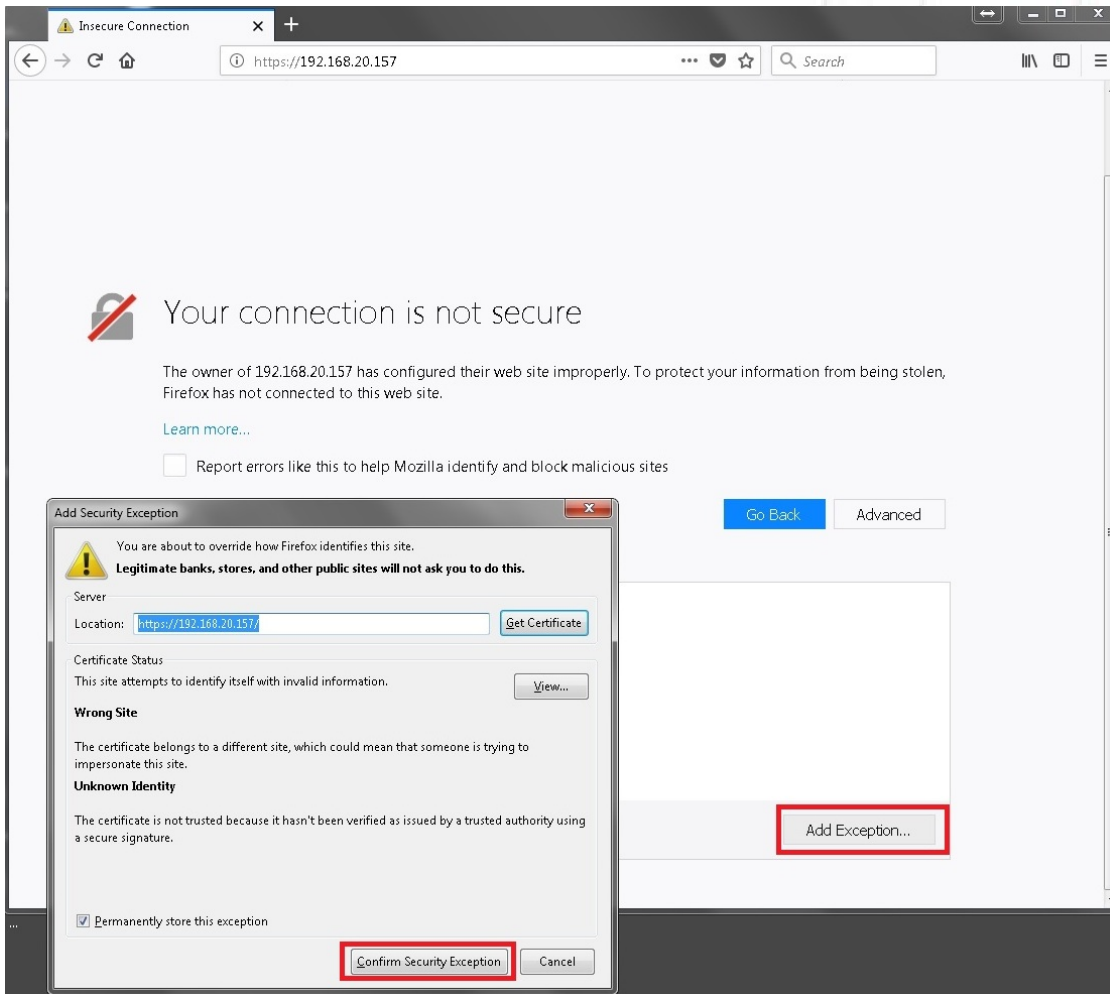 Insecure Connection
https://192.168.20.157
Search
Your connection is not secure
The owner of 192.168.20.157 has configured their web site improperly. To protect your information from being stolen,
Firefox has not connected to this web site.
Learn more...
Report errors like this to help Mozilla identify and block malicious sites
Go Back
Advanced
Add Security Exception
You are about to override how Firefox identifies this site.
Legitimate banks, stores, and other public sites will not ask you to do this.
Server
Location:
https://192.168.20.157/
Get Certificate
Certificate Status
This site attempts to identify itself with invalid information.
View...
Wrong Site
The certificate belongs to a different site, which could mean that someone is trying to
impersonate this site.
Unknown Identity
The certificate is not trusted because it hasn't been verified as issued by a trusted authority using
a secure signature.
Add Exception...
Permanently store this exception
Confirm Security Exception
Cancel
...